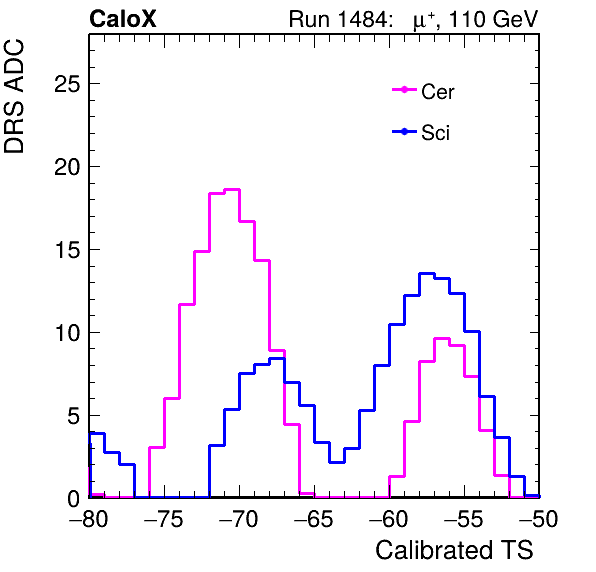 CaloX Run 1484: μ⁺, 110 GeV
DRS ADC
25
20
15
10
5
0
Cer
Sci
−80 −75 −70 −65 −60 −55 −50
Calibrated TS